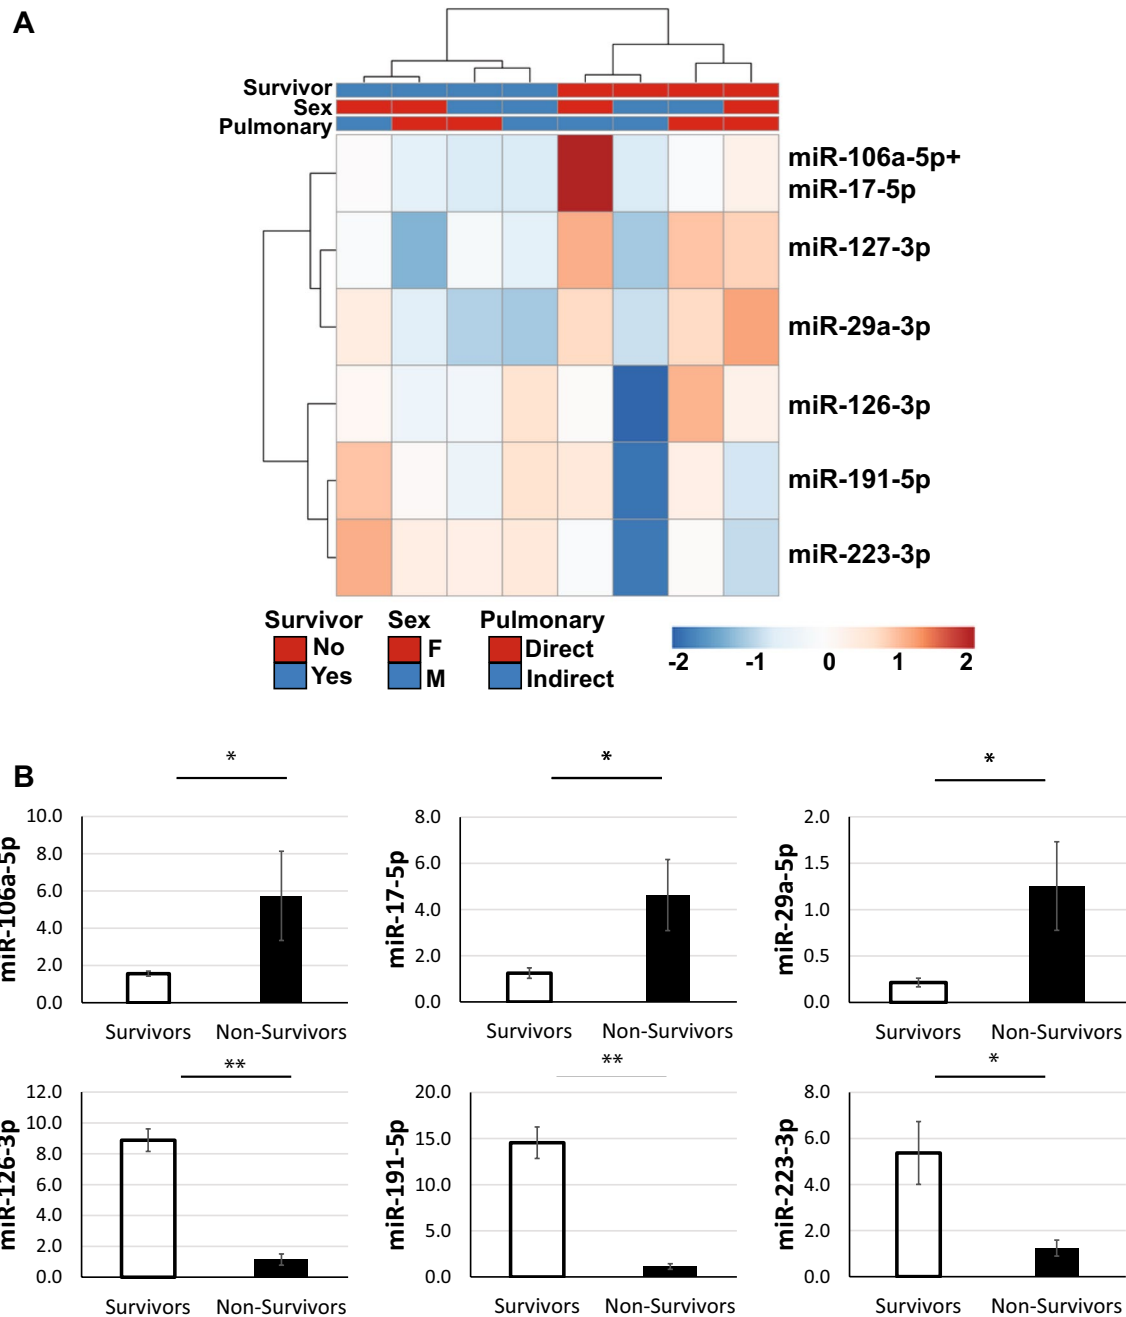 A
Survivor
Sex
Pulmonary
miR-106a-5p+
miR-17-5p
miR-127-3p
miR-29a-3p
miR-126-3p
miR-191-5p
miR-223-3p
Survivor Sex Pulmonary
No F Direct
Yes M Indirect
-2 -1 0 1 2
B
*
miR-106a-5p
10.0
8.0
6.0
4.0
2.0
0.0
Survivors Non-Survivors
*
miR-17-5p
8.0
6.0
4.0
2.0
0.0
Survivors Non-Survivors
*
miR-29a-5p
2.0
1.5
1.0
0.5
0.0
Survivors Non-Survivors
**
miR-126-3p
12.0
10.0
8.0
6.0
4.0
2.0
0.0
Survivors Non-Survivors
**
miR-191-5p
20.0
15.0
10.0
5.0
0.0
Survivors Non-Survivors
*
miR-223-3p
8.0
6.0
4.0
2.0
0.0
Survivors Non-Survivors